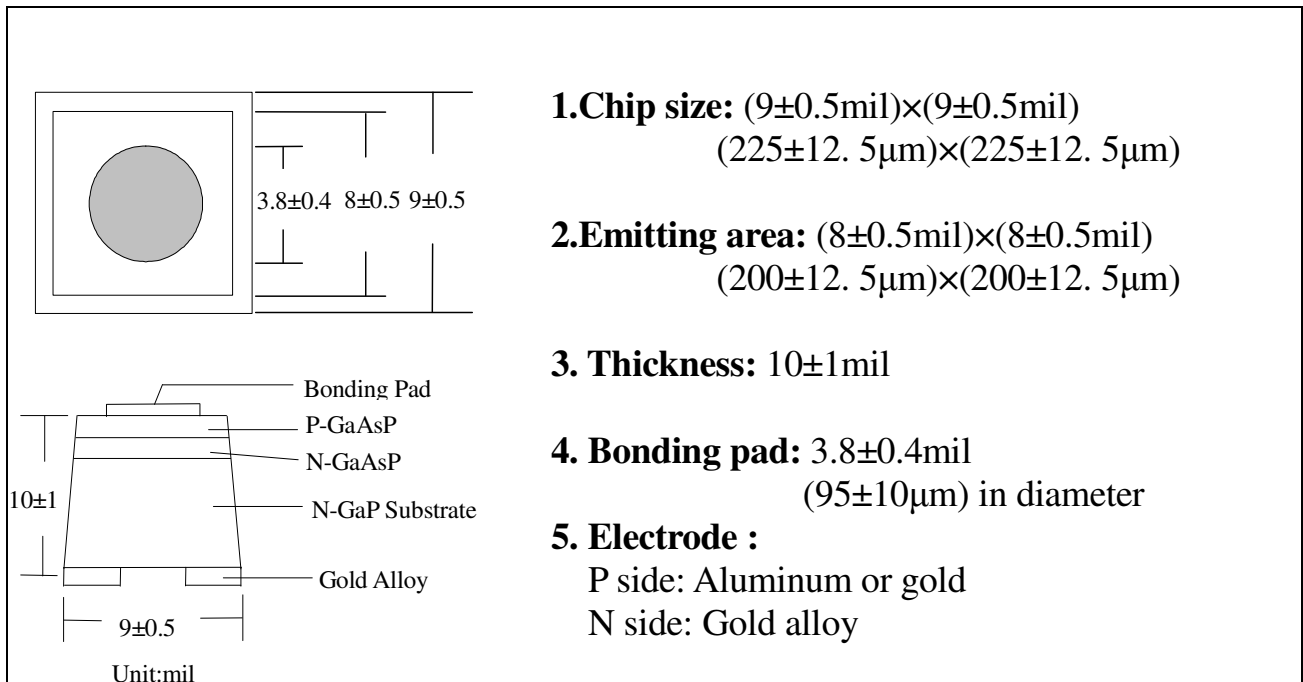 3.8±0.4 8±0.5 9±0.5
Bonding Pad
P-GaAsP
N-GaAsP
10±1
N-GaP Substrate
Gold Alloy
9±0.5
Unit:mil
1.Chip size: (9±0.5mil)×(9±0.5mil)
(225±12. 5μm)×(225±12. 5μm)
2.Emitting area: (8±0.5mil)×(8±0.5mil)
(200±12. 5μm)×(200±12. 5μm)
3. Thickness: 10±1mil
4. Bonding pad: 3.8±0.4mil
(95±10μm) in diameter
5. Electrode :
P side: Aluminum or gold
N side: Gold alloy